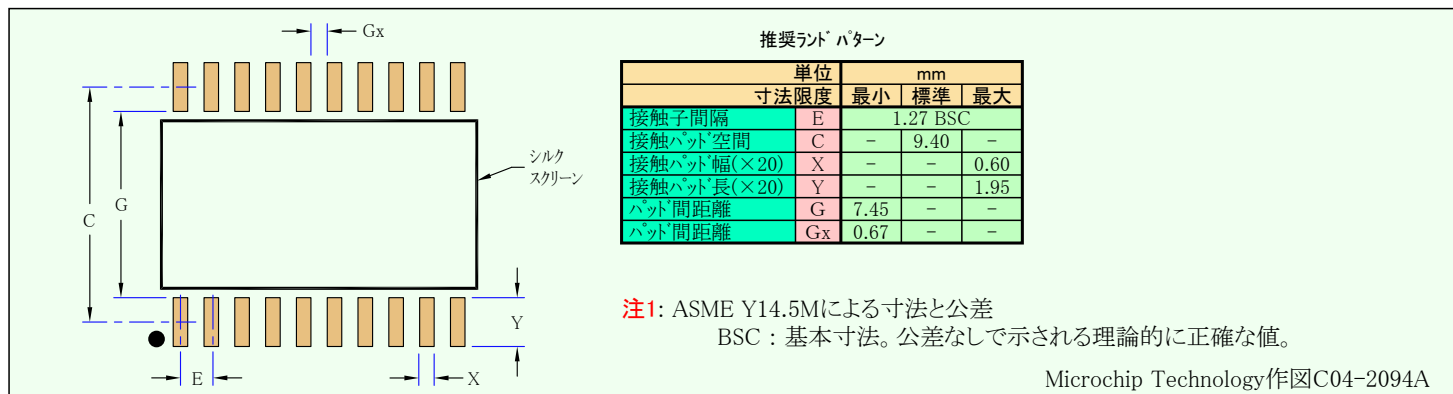 Gx
C
G
E
X
Y
シルク
スクリーン
推奨ランドパターン
単位 mm
寸法限度 最小 標準 最大
接触子間隔 E 1.27 BSC
接触パッド空間 C - 9.40 -
接触パッド幅(×20) X - - 0.60
接触パッド長(×20) Y - - 1.95
パッド間距離 G 7.45 - -
パッド間距離 Gx 0.67 - -
注1: ASME Y14.5Mによる寸法と公差
BSC : 基本寸法。公差なしで示される理論的に正確な値。
Microchip Technology作図C04-2094A